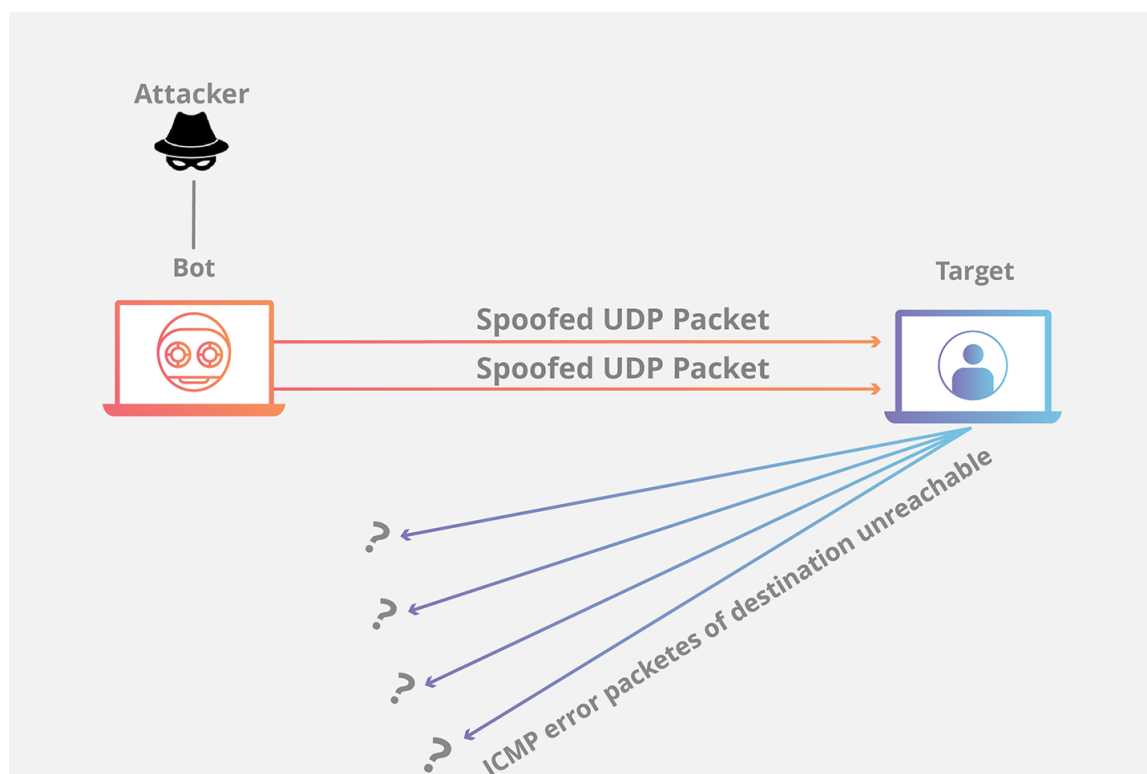 Attacker
Bot
Target
Spoofed UDP Packet
Spoofed UDP Packet
?
?
?
?
ICMP error packetes of destination unreachable